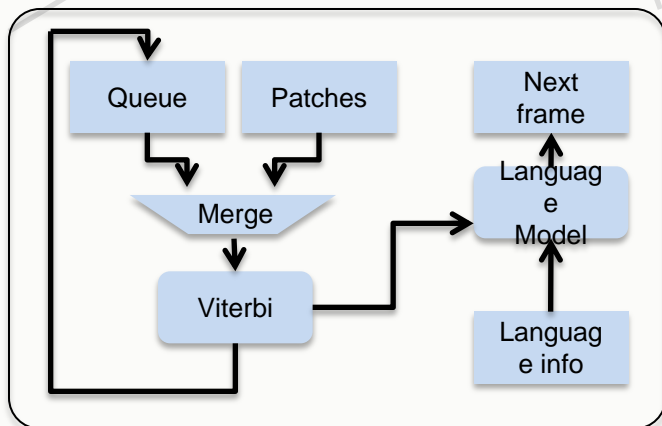 Queue
Patches
Next
frame
Merge
Languag
e
Model
Viterbi
Languag
e info